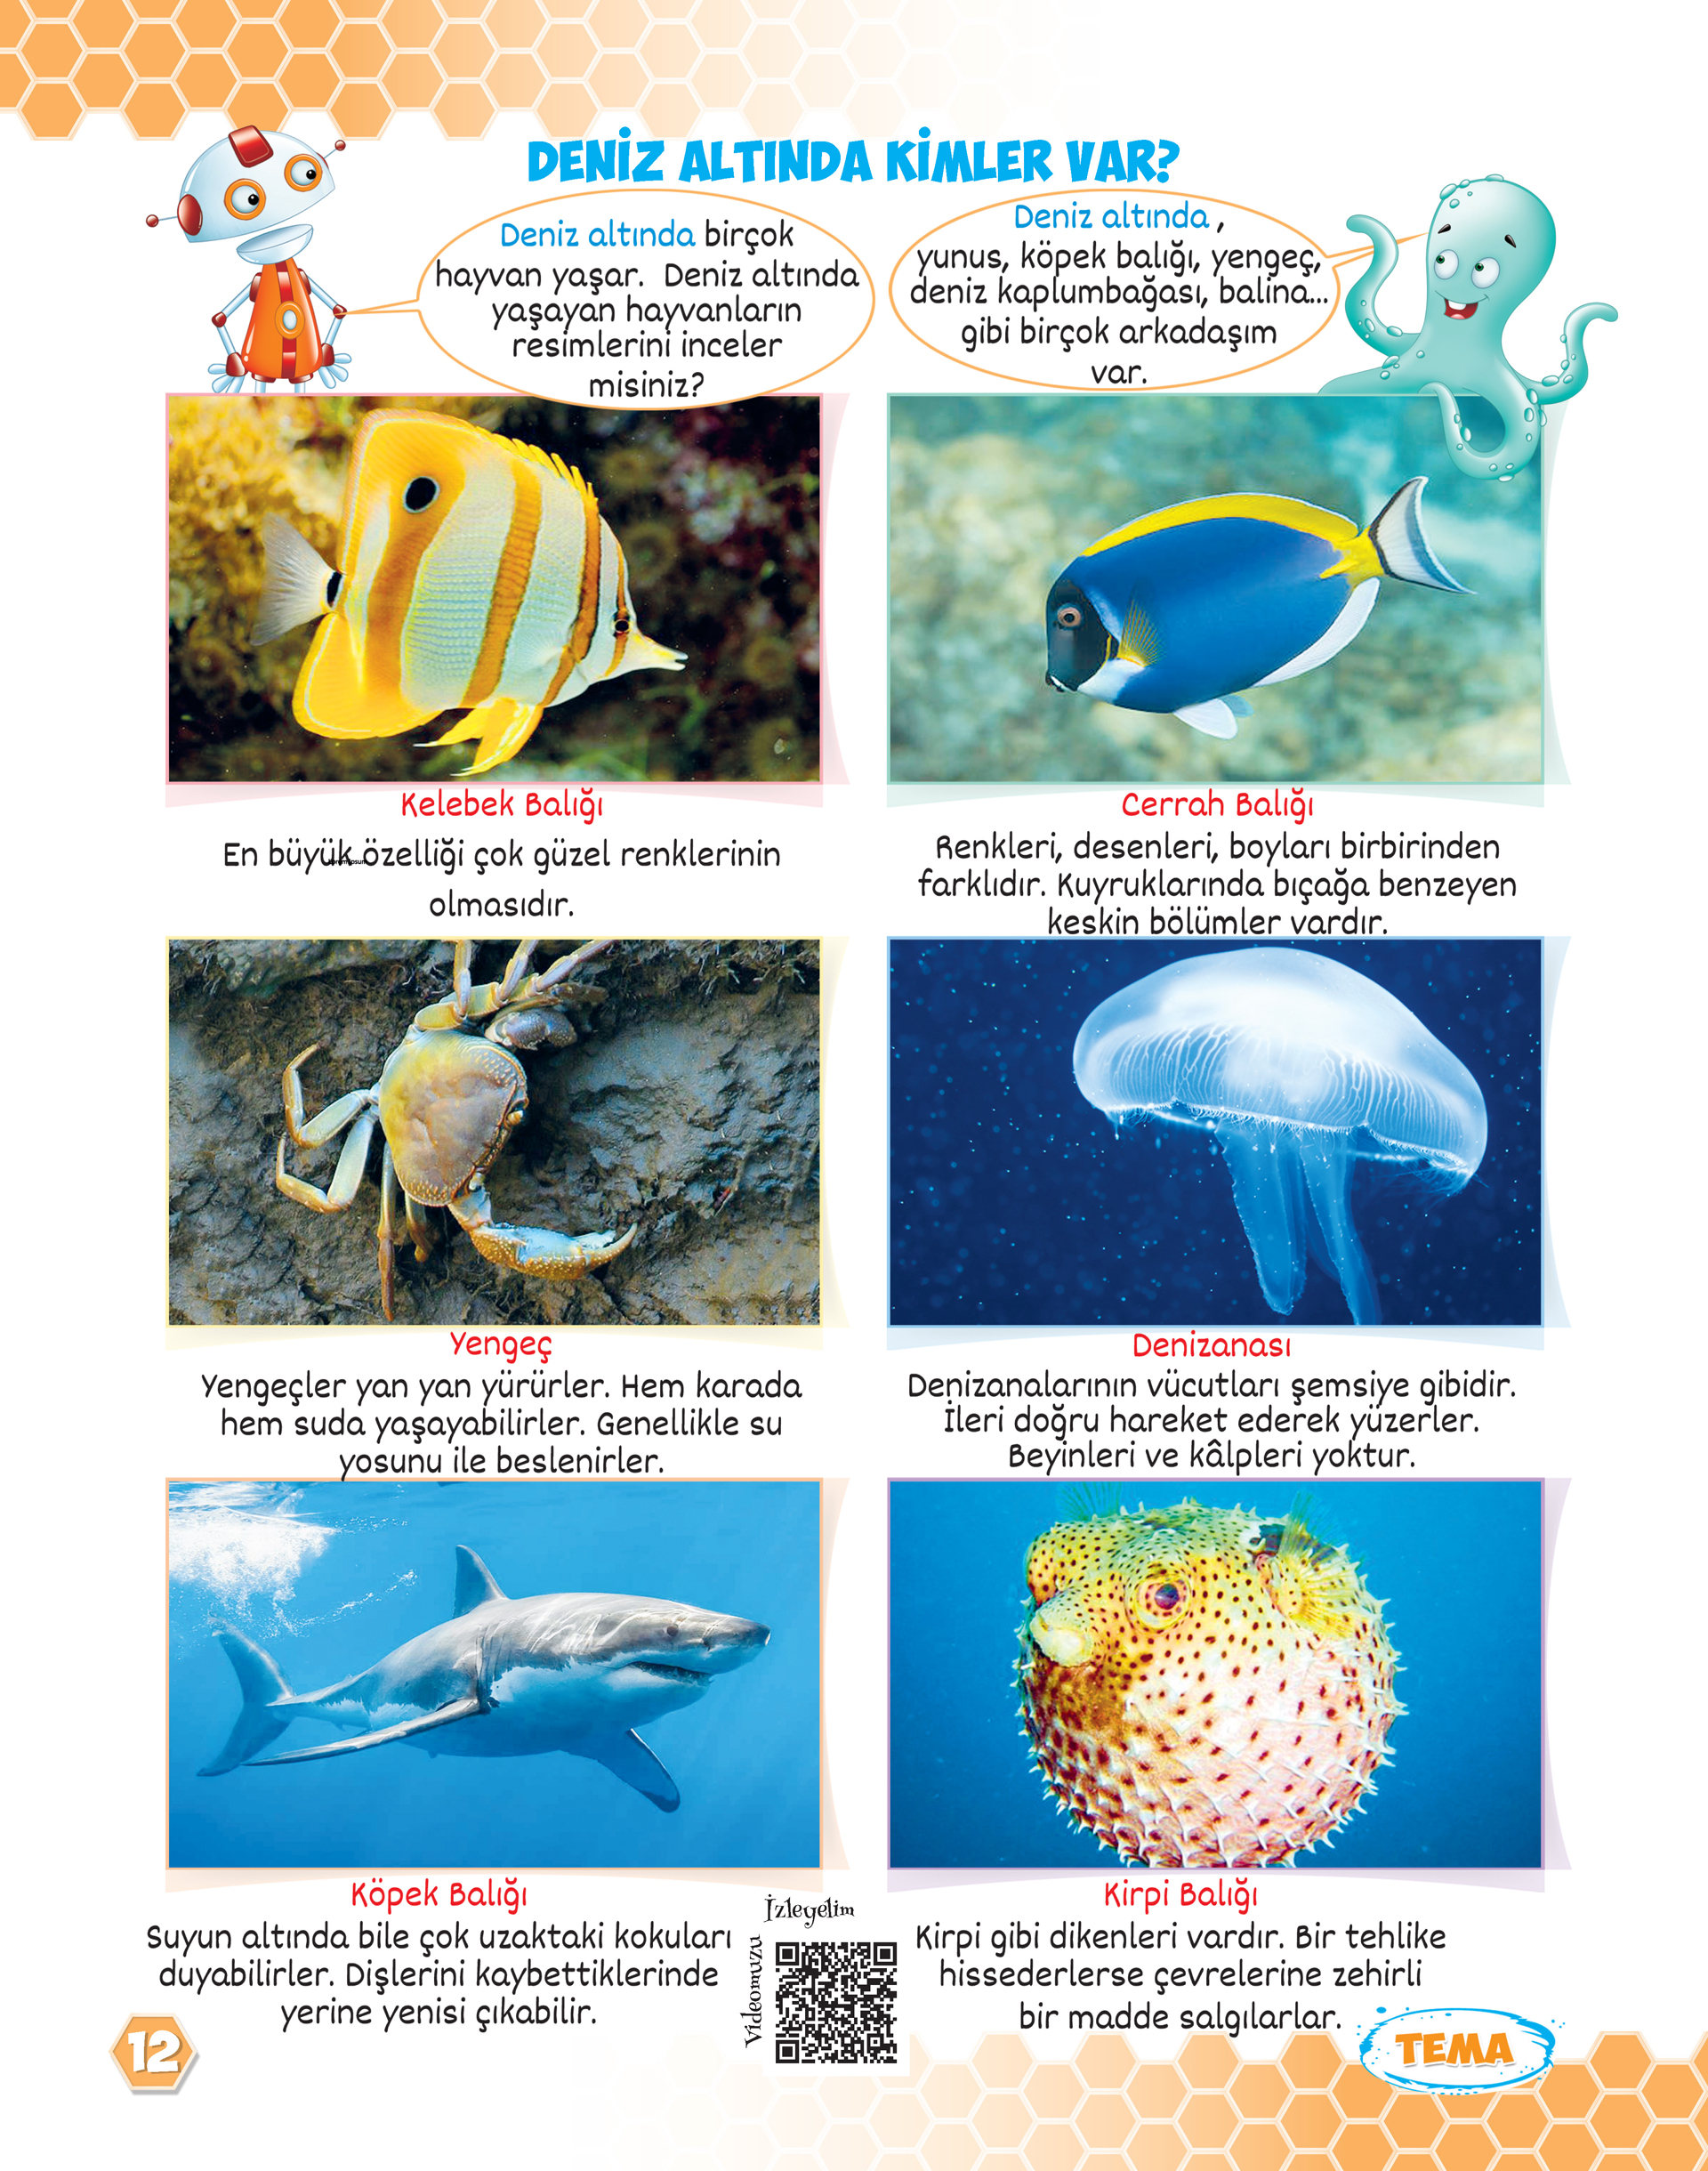 DENİZ ALTINDA KİMLER VAR?
Deniz altında birçok
hayvan yaşar. Deniz altında
yaşayan hayvanların
resimlerini inceler
misiniz?
Deniz altında ,
yunus, köpek balığı, yengeç,
deniz kaplumbağası, balina...
gibi birçok arkadaşım
var.
Kelebek Balığı
En büyük özelliği çok güzel renklerinin
olmasıdır.
Cerrah Balığı
Renkleri, desenleri, boyları birbirinden
farklıdır. Kuyruklarında bıçağa benzeyen
keskin bölümler vardır.
Yengeç
Yengeçler yan yan yürürler. Hem karada
hem suda yaşayabilirler. Genellikle su
yosunu ile beslenirler.
Denizanası
Denizanalarının vücutları şemsiye gibidir.
İleri doğru hareket ederek yüzerler.
Beyinleri ve kâlpleri yoktur.
Köpek Balığı
Suyun altında bile çok uzaktaki kokuları
duyabilirler. Dişlerini kaybettiklerinde
yerine yenisi çıkabilir.
Videomuzu
İzleyelim
Kirpi Balığı
Kirpi gibi dikenleri vardır. Bir tehlike
hissederlerse çevrelerine zehirli
bir madde salgılarlar.
12
TEMA